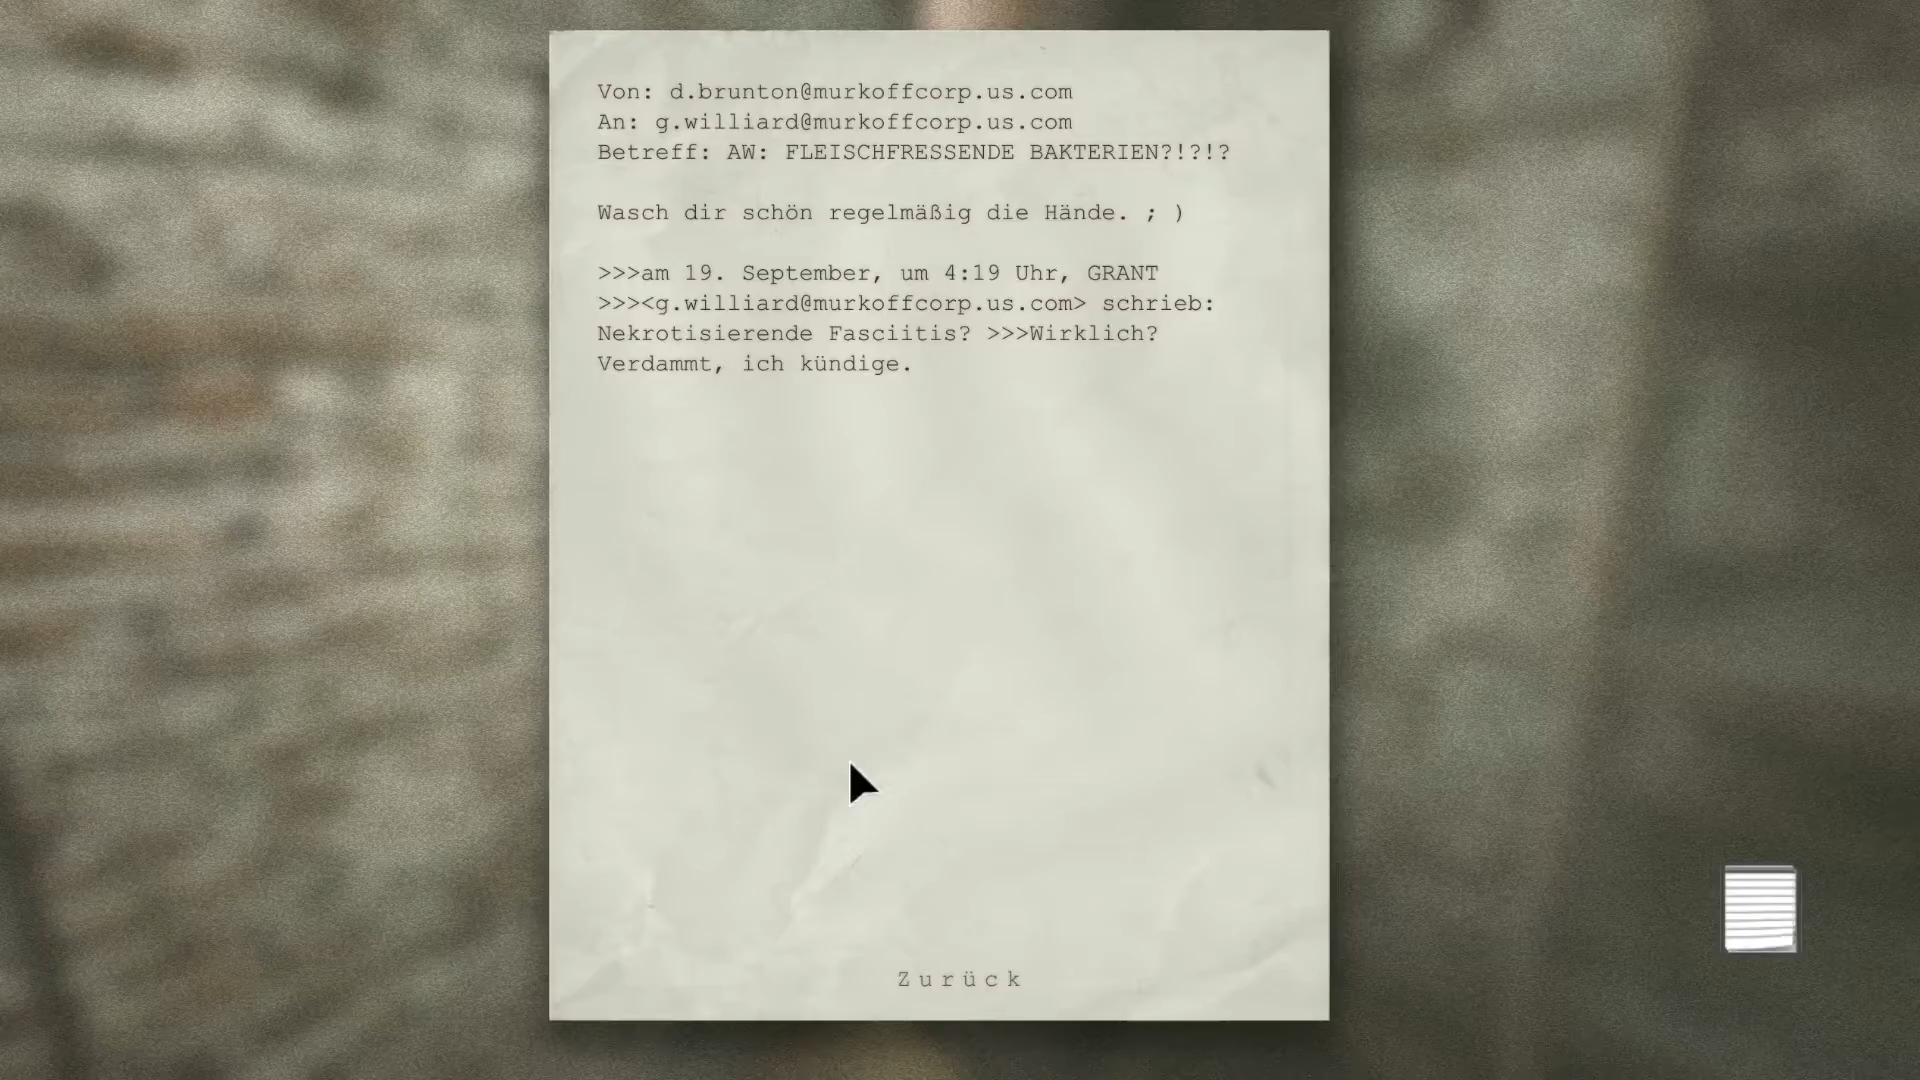 Von: d.brunton@murkoffcorp.us.com
An: g.williard@murkoffcorp.us.com
Betreff: AW: FLEISCHFRESSENDE BAKTERIEN?!?!?
Wasch dir schön regelmäßig die Hände. ; )
>>>am 19. September, um 4:19 Uhr, GRANT
>>><g.williard@murkoffcorp.us.com> schrieb:
Nekrotisierende Fasciitis? >>>Wirklich?
Verdammt, ich kündige.
Zurück